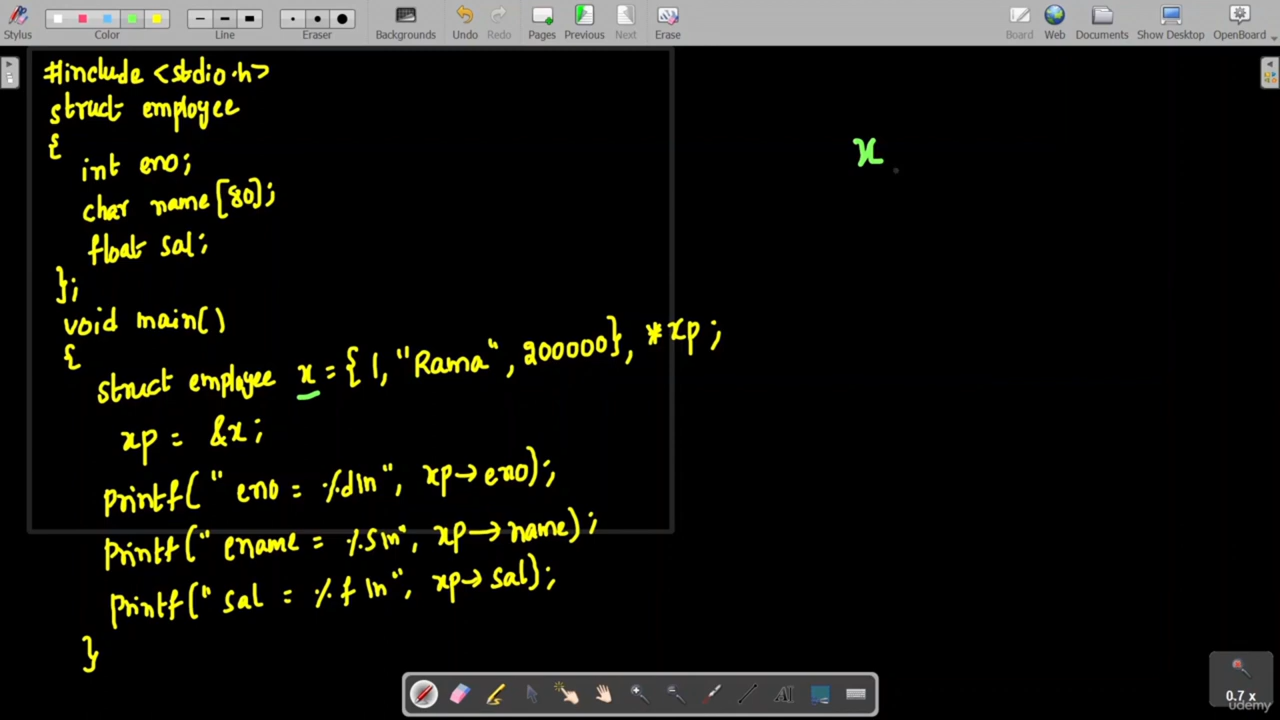 Stylus
Color
Line
Eraser
Backgrounds
Undo
Redo
Pages
Previous
Next
Erase
Board
Web
Documents
Show Desktop
OpenBoard
#include <stdio.h>
struct employee
{
int eno;
char name[80];
float sal;
};
void main()
{
struct employee x = { 1, "Rama", 200000}, *xp;
xp = &x;
printf(" eno = %d\n", xp→eno);
printf(" ename = %s\n", xp→name);
printf(" sal = %f \n", xp→sal);
}
x
AI
0.7 x
udemy